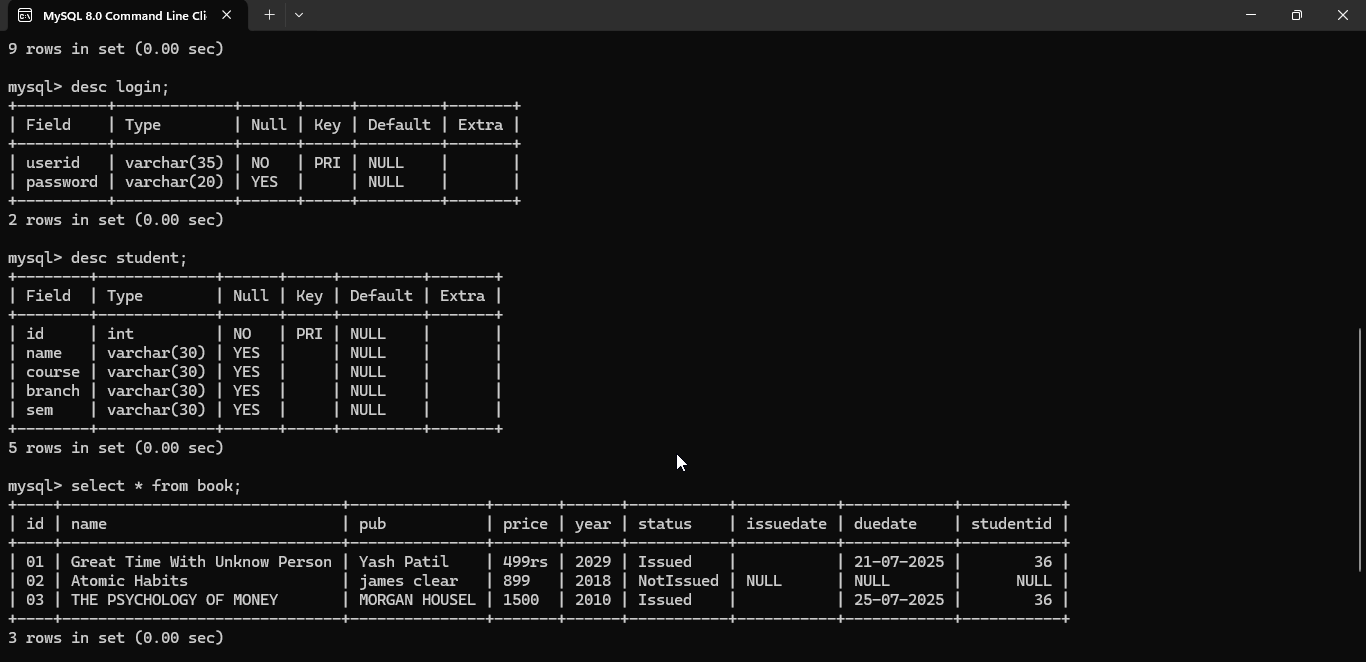 MySQL 8.0 Command Line Cli
9 rows in set (0.00 sec)
mysql> desc login;
+----------+-------------+------+-----+---------+-------+
| Field    | Type        | Null | Key | Default | Extra |
+----------+-------------+------+-----+---------+-------+
| userid   | varchar(35) | NO   | PRI | NULL    |       |
| password | varchar(20) | YES  |     | NULL    |       |
+----------+-------------+------+-----+---------+-------+
2 rows in set (0.00 sec)
mysql> desc student;
+--------+-------------+------+-----+---------+-------+
| Field  | Type        | Null | Key | Default | Extra |
+--------+-------------+------+-----+---------+-------+
| id     | int         | NO   | PRI | NULL    |       |
| name   | varchar(30) | YES  |     | NULL    |       |
| course | varchar(30) | YES  |     | NULL    |       |
| branch | varchar(30) | YES  |     | NULL    |       |
| sem    | varchar(30) | YES  |     | NULL    |       |
+--------+-------------+------+-----+---------+-------+
5 rows in set (0.00 sec)
mysql> select * from book;
+----+-------------------------------+---------------+-------+------+-----------+-----------+------------+-----------+
| id | name                          | pub           | price | year | status    | issuedate | duedate    | studentid |
+----+-------------------------------+---------------+-------+------+-----------+-----------+------------+-----------+
| 01 | Great Time With Unknow Person | Yash Patil    | 499rs | 2029 | Issued    |           | 21-07-2025 |        36 |
| 02 | Atomic Habits                 | james clear   | 899   | 2018 | NotIssued | NULL      | NULL       |      NULL |
| 03 | THE PSYCHOLOGY OF MONEY       | MORGAN HOUSEL | 1500  | 2010 | Issued    |           | 25-07-2025 |        36 |
+----+-------------------------------+---------------+-------+------+-----------+-----------+------------+-----------+
3 rows in set (0.00 sec)